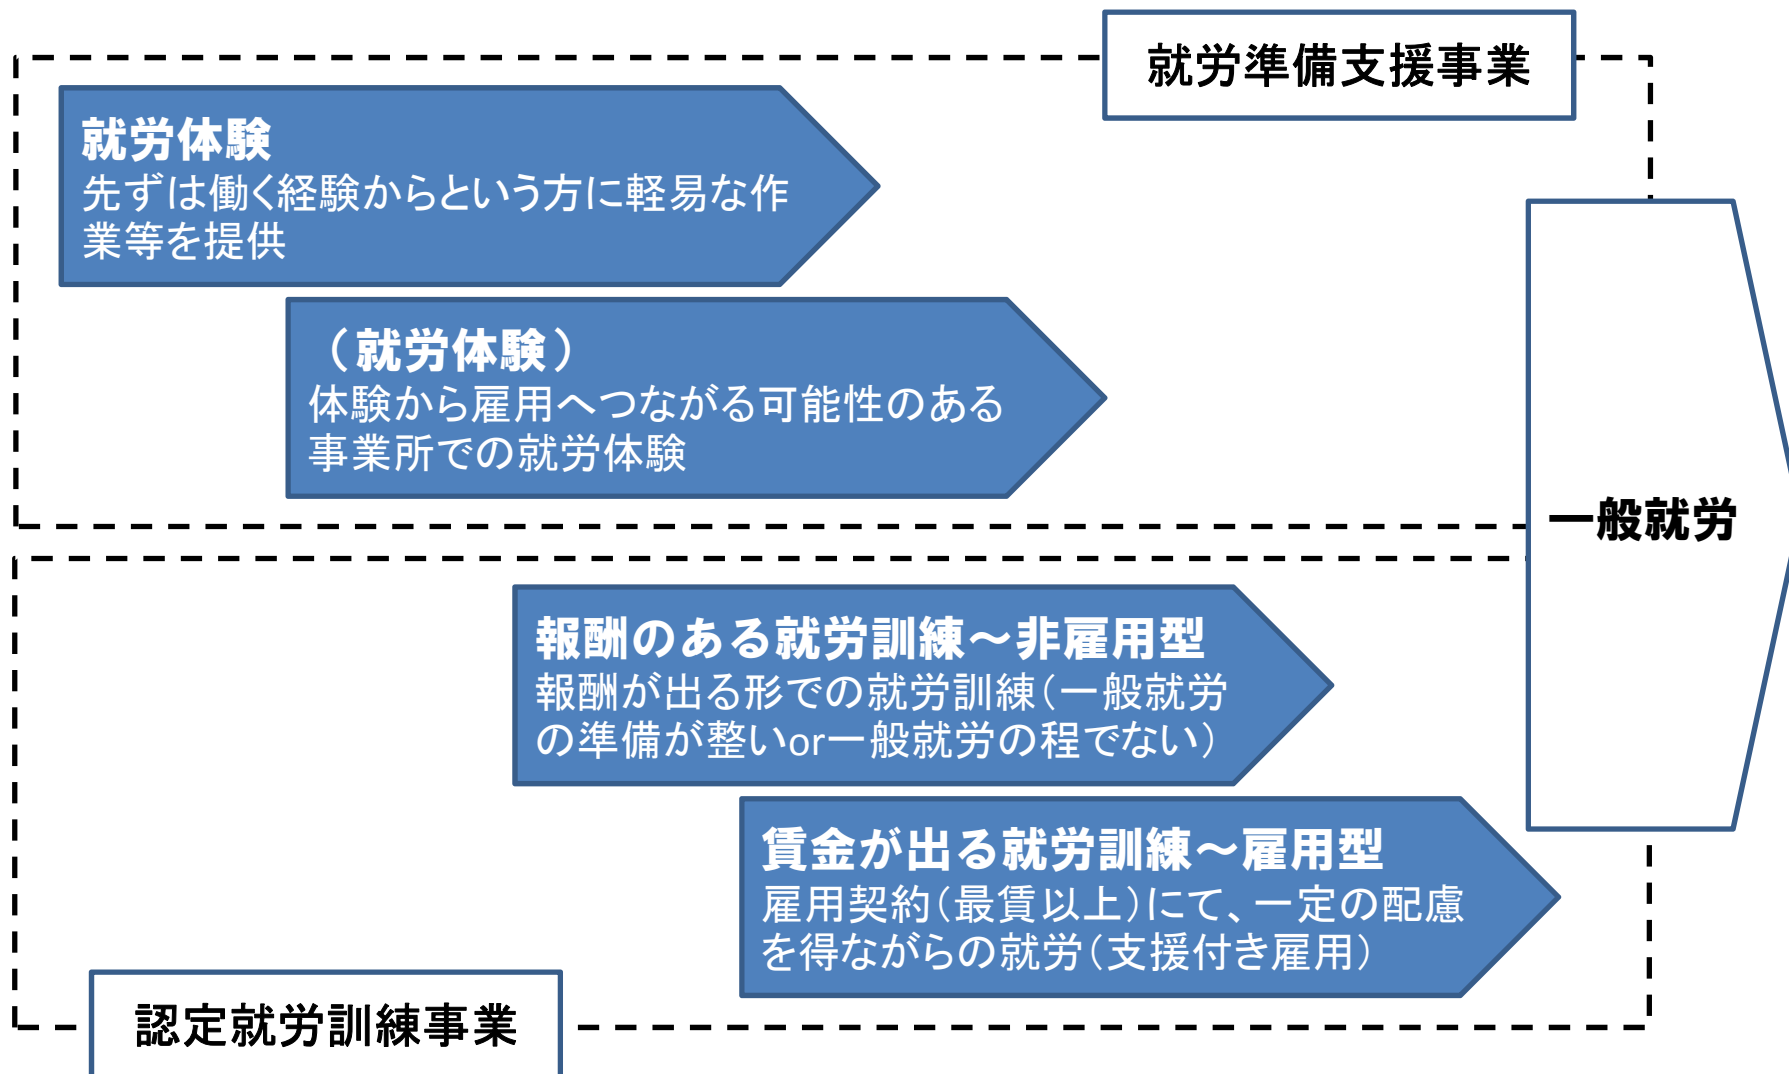 就労準備支援事業
就労体験
先ずは働く経験からという方に軽易な作
業等を提供
（就労体験）
体験から雇用へつながる可能性のある
事業所での就労体験
一般就労
報酬のある就労訓練～非雇用型
報酬が出る形での就労訓練（一般就労
の準備が整いor一般就労の程でない）
賃金が出る就労訓練～雇用型
雇用契約（最賃以上）にて、一定の配慮
を得ながらの就労（支援付き雇用）
認定就労訓練事業